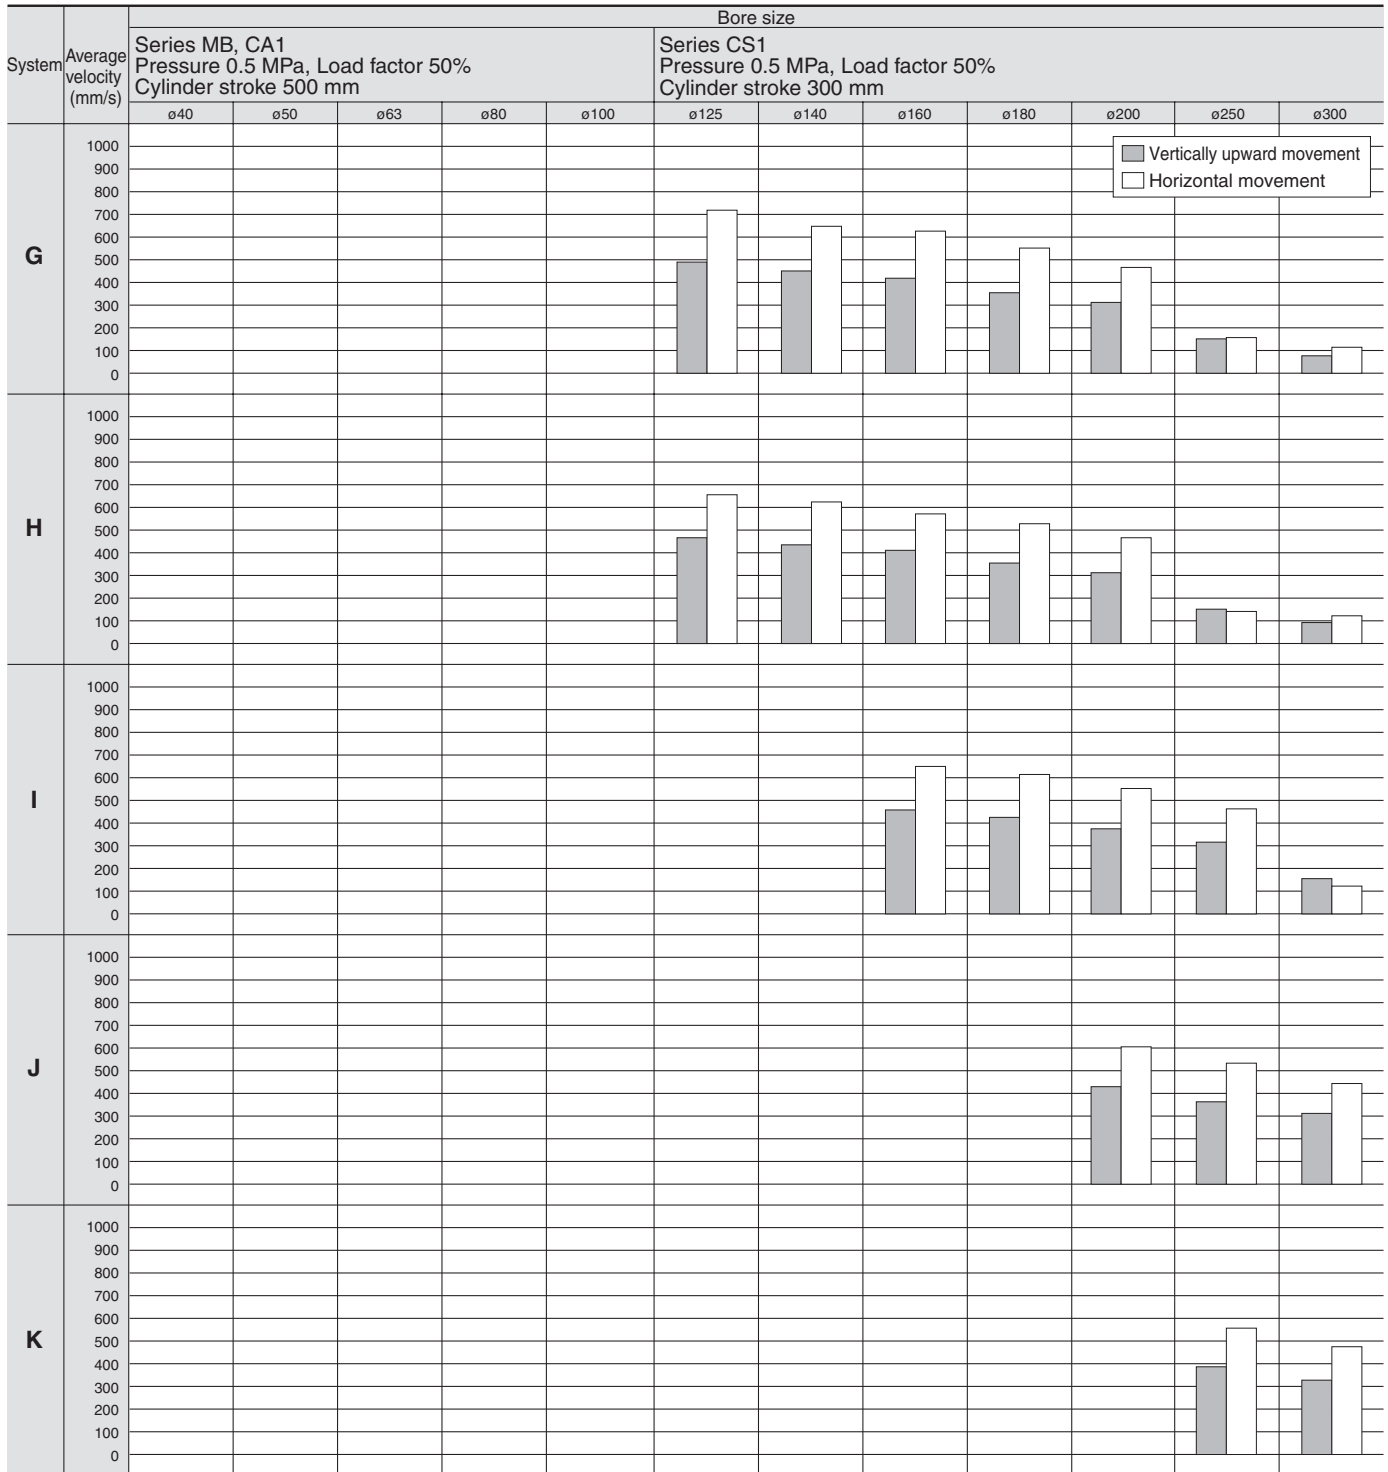 Bore size
System
Average
velocity
(mm/s)
Series MB, CA1
Pressure 0.5 MPa, Load factor 50%
Cylinder stroke 500 mm
Series CS1
Pressure 0.5 MPa, Load factor 50%
Cylinder stroke 300 mm
ø40 ø50 ø63 ø80 ø100 ø125 ø140 ø160 ø180 ø200 ø250 ø300
Vertically upward movement
Horizontal movement
G
1000
900
800
700
600
500
400
300
200
100
0
H
1000
900
800
700
600
500
400
300
200
100
0
I
1000
900
800
700
600
500
400
300
200
100
0
J
1000
900
800
700
600
500
400
300
200
100
0
K
1000
900
800
700
600
500
400
300
200
100
0